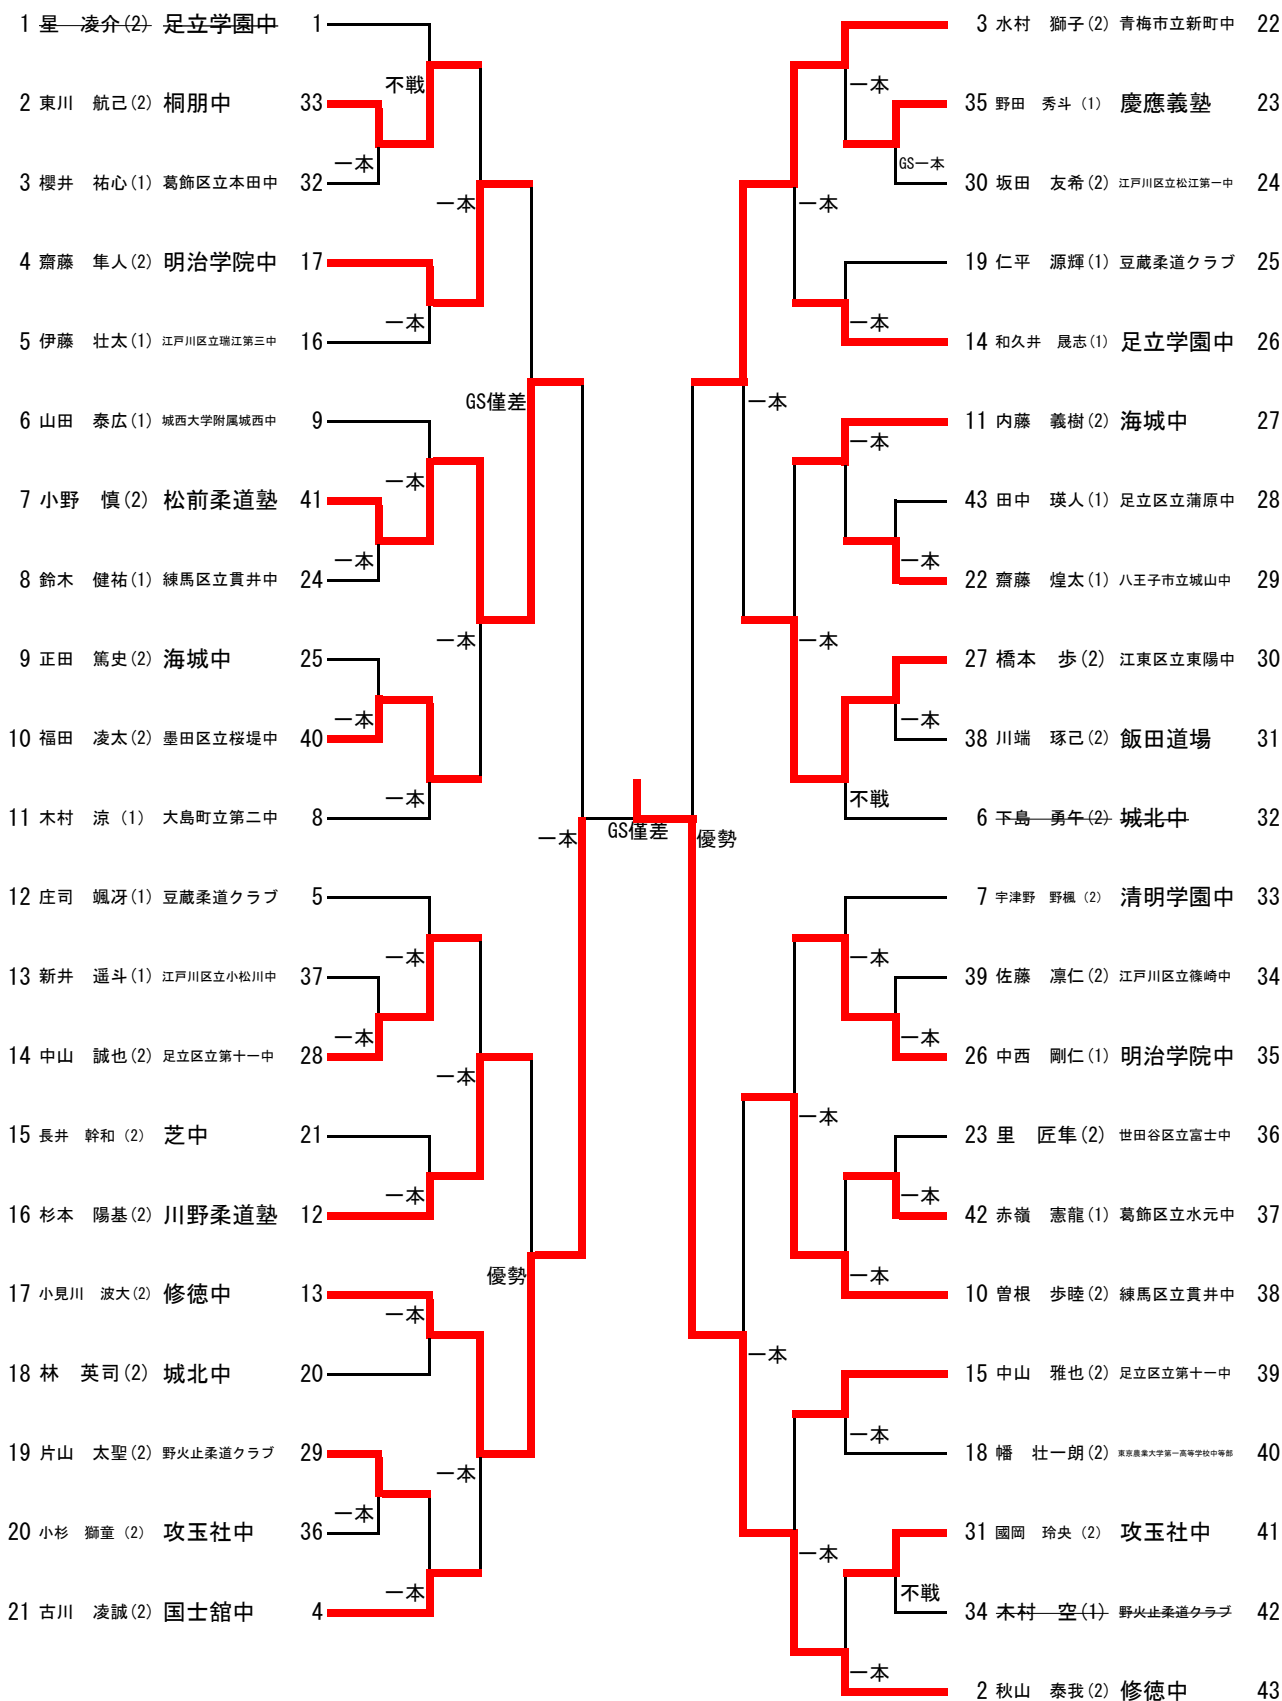 1 星 凌介(2) 足立学園中 1
不戦
2 東川 航己(2) 桐朋中 33
一本
3 櫻井 祐心(1) 葛飾区立本田中 32
一本
4 齋藤 隼人(2) 明治学院中 17
一本
5 伊藤 壮太(1) 江戸川区立瑞江第三中 16
GS僅差
6 山田 泰広(1) 城西大学附属城西中 9
一本
7 小野 慎(2) 松前柔道塾 41
一本
8 鈴木 健祐(1) 練馬区立貫井中 24
一本
9 正田 篤史(2) 海城中 25
一本
10 福田 凌太(2) 墨田区立桜堤中 40
一本
11 木村 涼(1) 大島町立第二中 8
一本
12 庄司 颯冴(1) 豆蔵柔道クラブ 5
一本
13 新井 遥斗(1) 江戸川区立小松川中 37
一本
14 中山 誠也(2) 足立区立第十一中 28
一本
15 長井 幹和(2) 芝中 21
一本
16 杉本 陽基(2) 川野柔道塾 12
優勢
17 小見川 波大(2) 修徳中 13
一本
18 林 英司(2) 城北中 20
19 片山 太聖(2) 野火止柔道クラブ 29
一本
一本
20 小杉 獅童(2) 攻玉社中 36
一本
21 古川 凌誠(2) 国士舘中 4
GS僅差
優勢
3 水村 獅子(2) 青梅市立新町中 22
一本
35 野田 秀斗(1) 慶應義塾 23
GS一本
30 坂田 友希(2) 江戸川区立松江第一中 24
一本
19 仁平 源輝(1) 豆蔵柔道クラブ 25
一本
14 和久井 晟志(1) 足立学園中 26
一本
11 内藤 義樹(2) 海城中 27
一本
43 田中 瑛人(1) 足立区立蒲原中 28
一本
22 齋藤 煌太(1) 八王子市立城山中 29
一本
27 橋本 歩(2) 江東区立東陽中 30
一本
38 川端 琢己(2) 飯田道場 31
不戦
6 下島 勇午(2) 城北中 32
7 宇津野 野楓(2) 清明学園中 33
一本
39 佐藤 凛仁(2) 江戸川区立篠崎中 34
一本
26 中西 剛仁(1) 明治学院中 35
一本
23 里 匠隼(2) 世田谷区立富士中 36
一本
42 赤嶺 憲龍(1) 葛飾区立水元中 37
一本
10 曽根 歩睦(2) 練馬区立貫井中 38
一本
15 中山 雅也(2) 足立区立第十一中 39
一本
18 幡 壮一朗(2) 東京農業大学第一高等学校中等部 40
31 國岡 玲央(2) 攻玉社中 41
一本
不戦
34 木村 空(1) 野火止柔道クラブ 42
一本
2 秋山 泰我(2) 修徳中 43